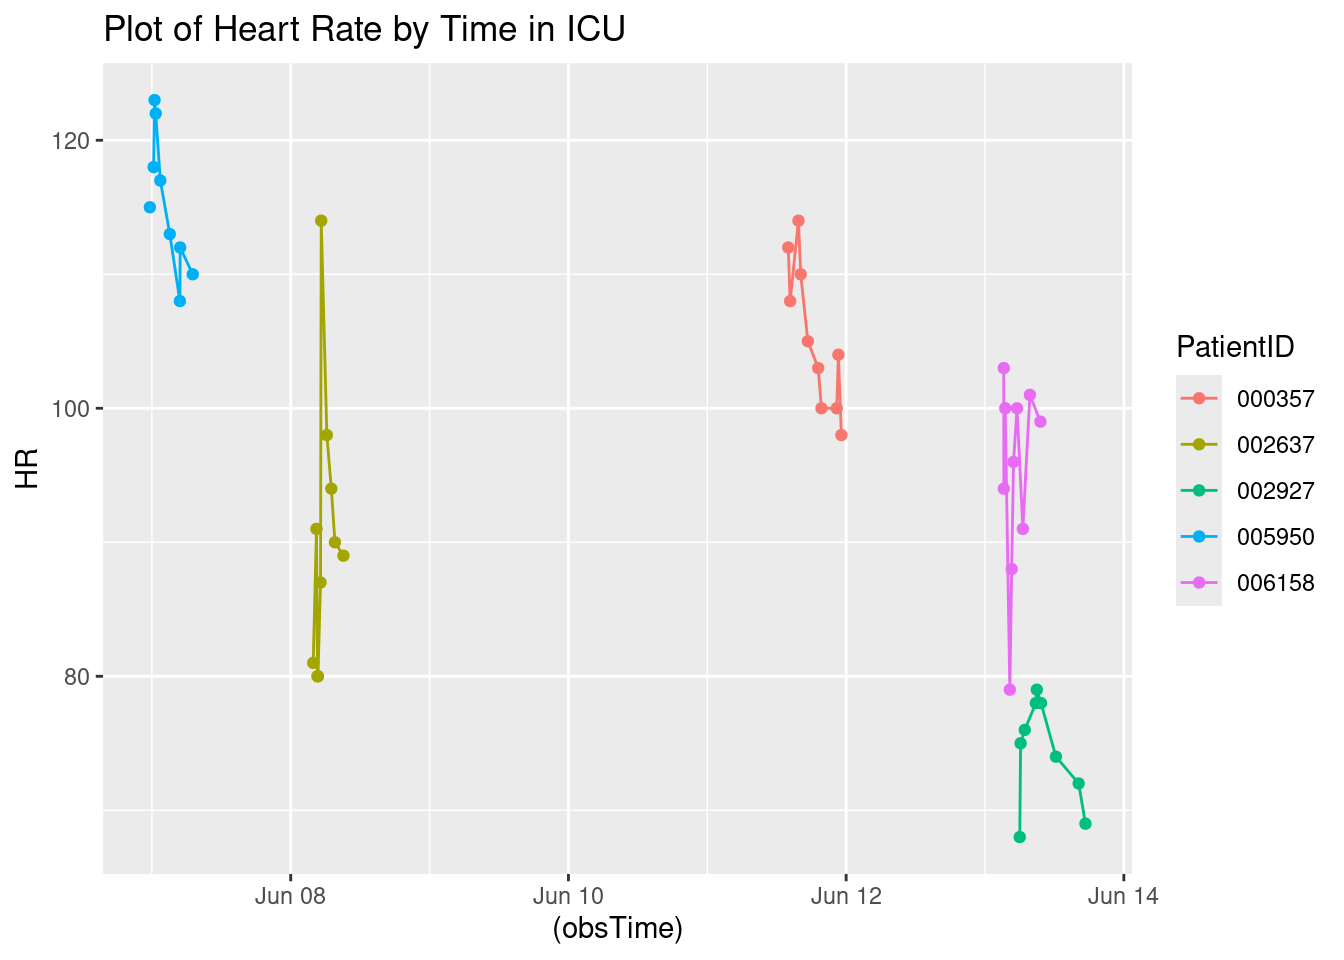 Plot of Heart Rate by Time in ICU
120
100
80
HR
Jun 08
Jun 10
Jun 12
Jun 14
(obsTime)
PatientID
000357
002637
002927
005950
006158